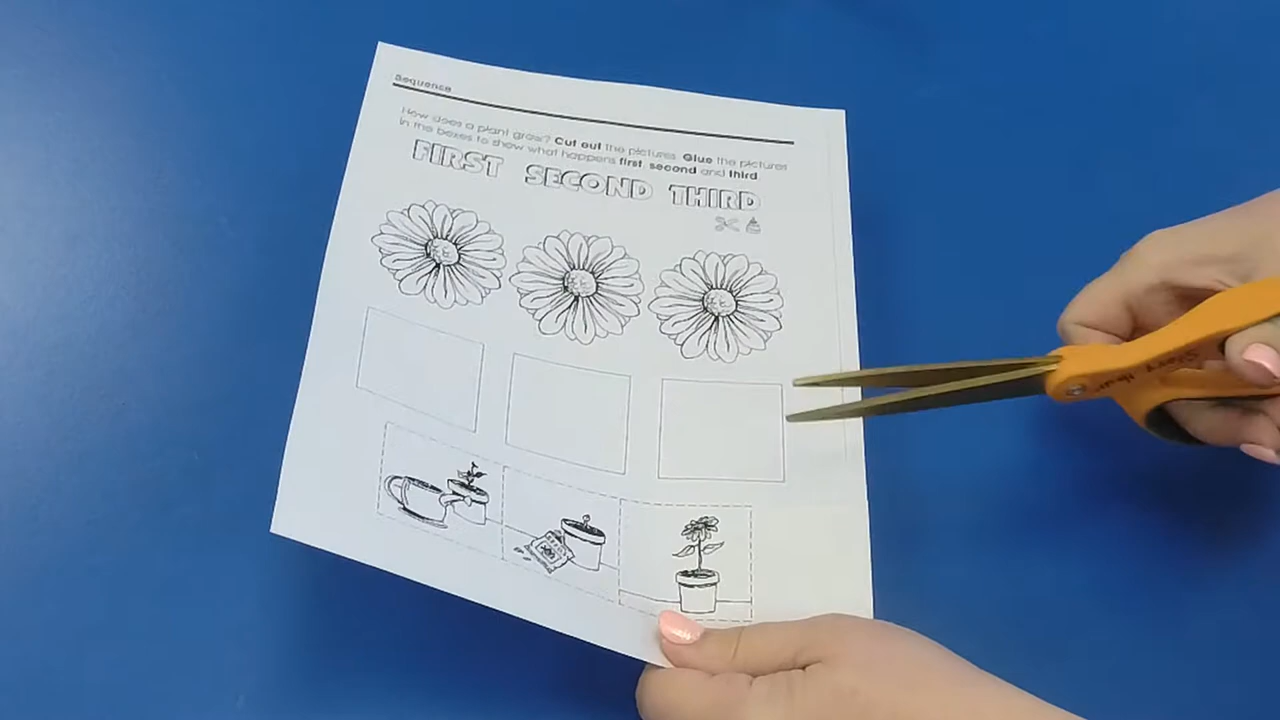 Sequence
How does a plant grow? Cut out the pictures. Glue the pictures
in the boxes to show what happens first, second and third
FIRST SECOND THIRD